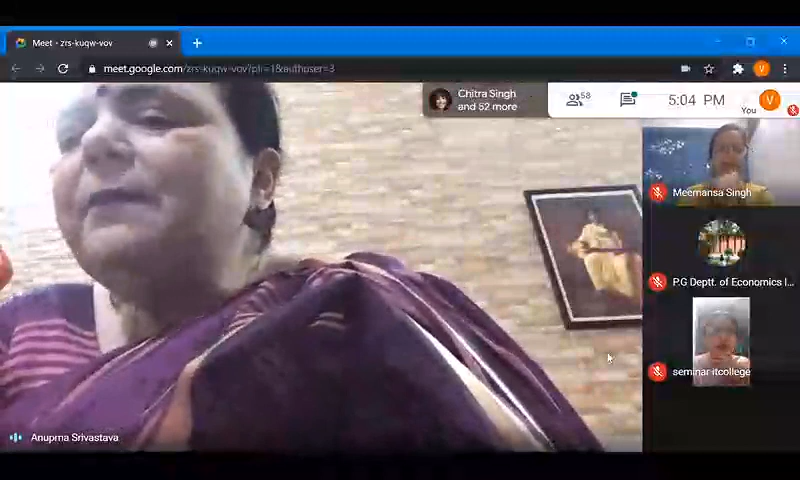 Meet - zrs-kuqw-vov
meet.google.com/zrs-kuqw-vov?pli=1&authuser=3
V
Chitra Singh
and 52 more
58
5:04 PM
You
V
Meemansa Singh
P.G Deptt. of Economics I...
seminar itcollege
Anuprna Srivastava